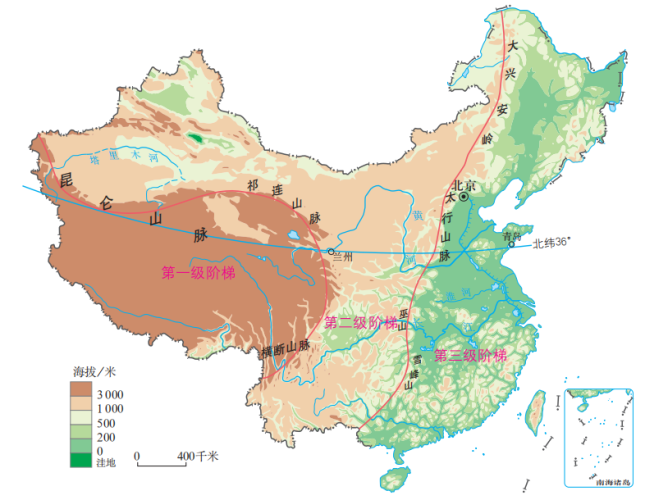 大兴安岭
塔里木河
昆仑山脉
祁连山脉
北京
太行山脉
黄河
青岛
北纬36°
兰州
第一级阶梯
淮河
第二级阶梯
巫山
长江
第三级阶梯
横断山脉
雪峰山
海拔/米
3 000
1 000
500
200
0
洼地
0 400千米
南海诸岛